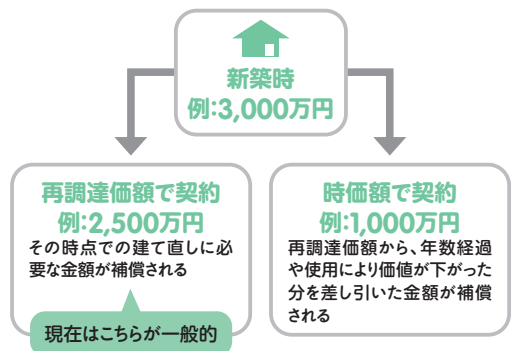 新築時
例:3,000万円
再調達価額で契約
例:2,500万円
その時点での建て直しに必
要な金額が補償される
現在はこちらが一般的
時価額で契約
例:1,000万円
再調達価額から、年数経過
や使用により価値が下がった
分を差し引いた金額が補償
される